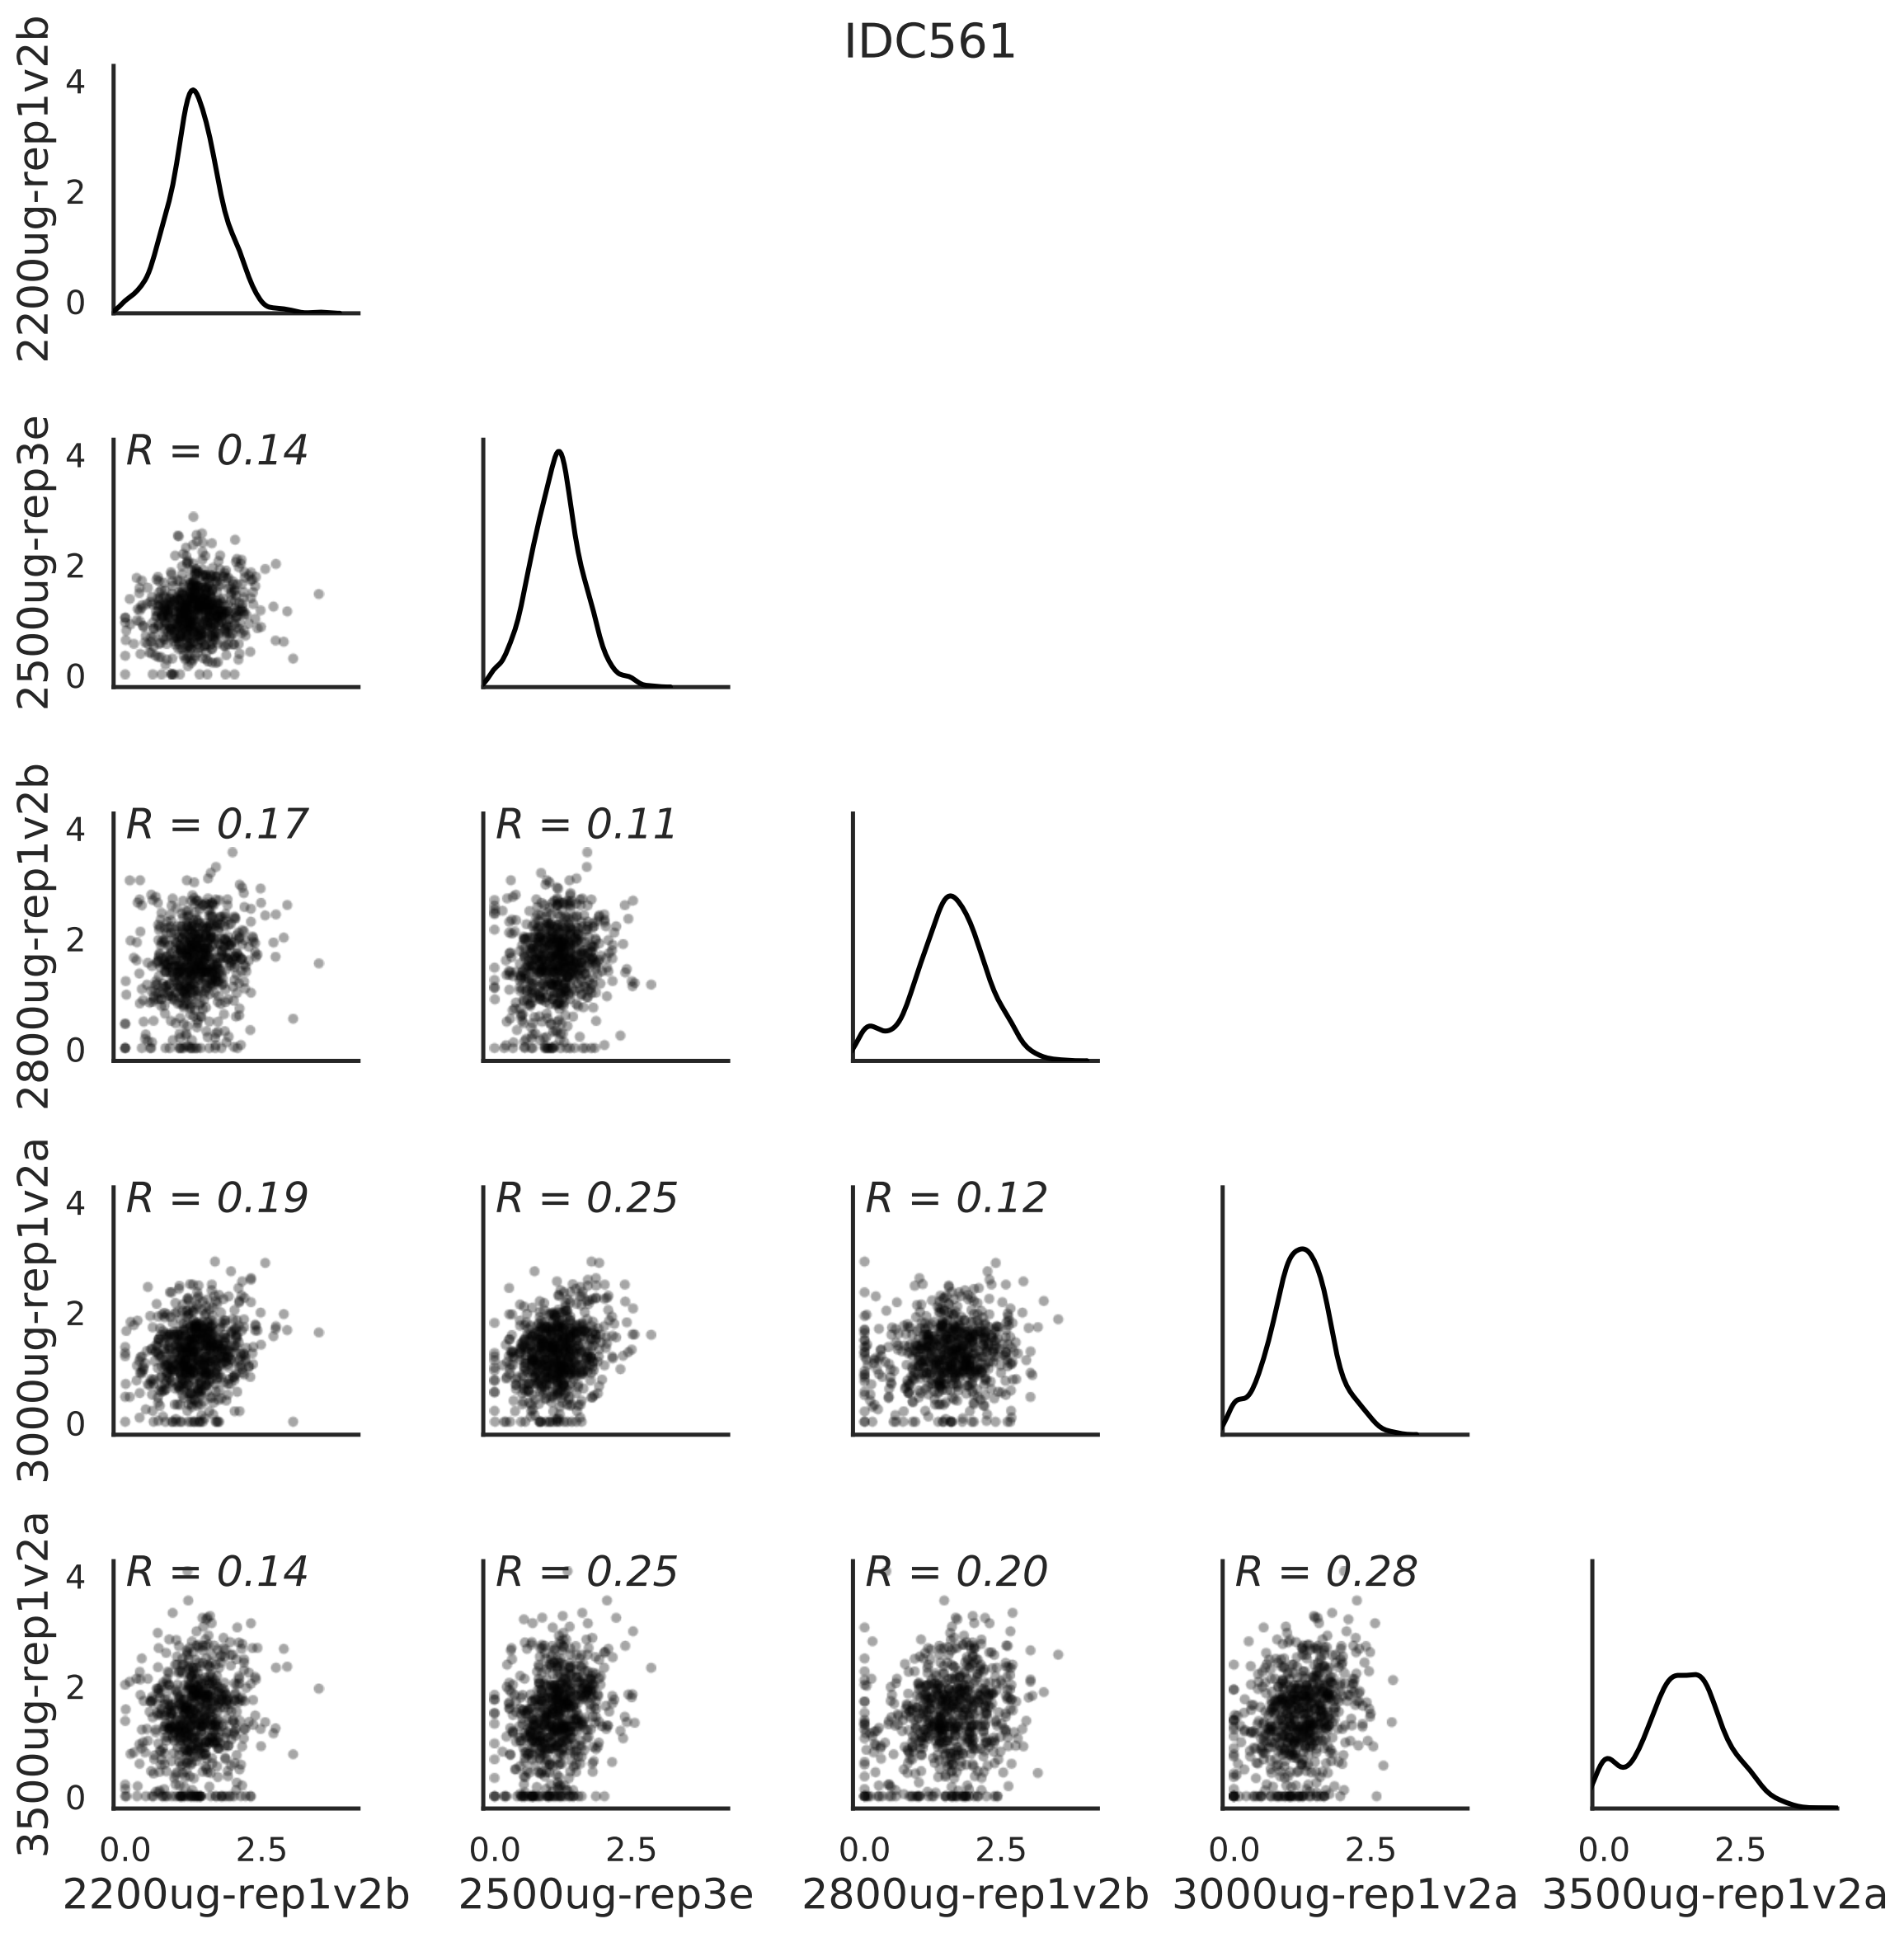 IDC561
2200ug-rep1v2b
4
2
0
2500ug-rep3e
4
2
0
R = 0.14
2800ug-rep1v2b
4
2
0
R = 0.17
R = 0.11
3000ug-rep1v2a
4
2
0
R = 0.19
R = 0.25
R = 0.12
3500ug-rep1v2a
4
2
0
R = 0.14
R = 0.25
R = 0.20
R = 0.28
0.0 2.5
0.0 2.5
0.0 2.5
0.0 2.5
0.0 2.5
2200ug-rep1v2b
2500ug-rep3e
2800ug-rep1v2b
3000ug-rep1v2a
3500ug-rep1v2a